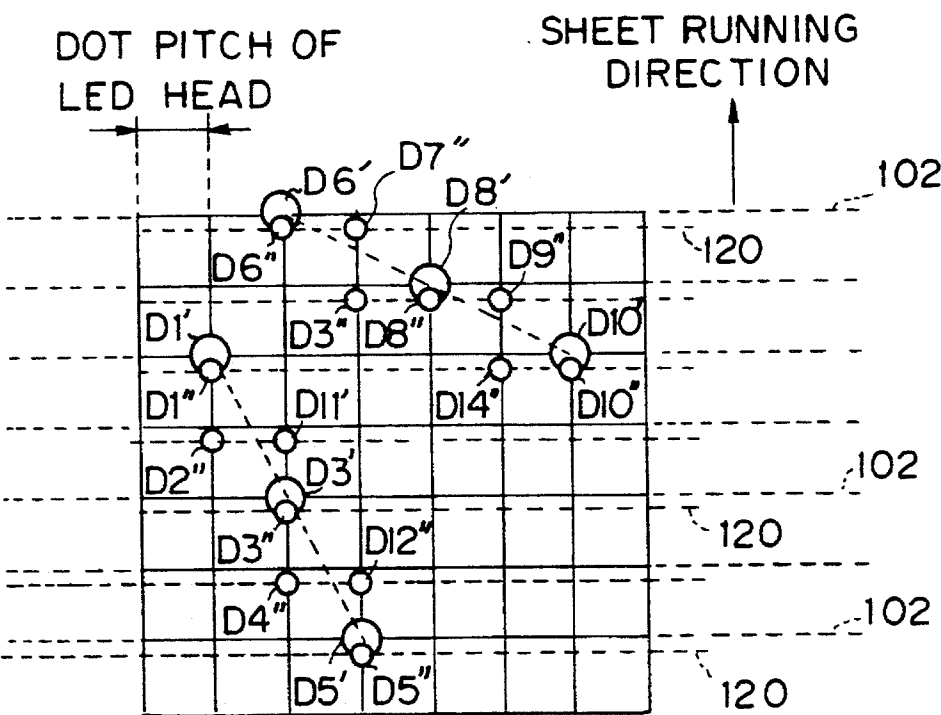 DOT PITCH OF
LED HEAD
SHEET RUNNING
DIRECTION
D6′
D7″
D8′
102
120
D6″
D9″
D3″
D8″
D10′
D1′
D1″
D14″
D10″
D11′
D2″
D3′
102
D3″
120
D12″
D4″
102
D5′
D5″
120